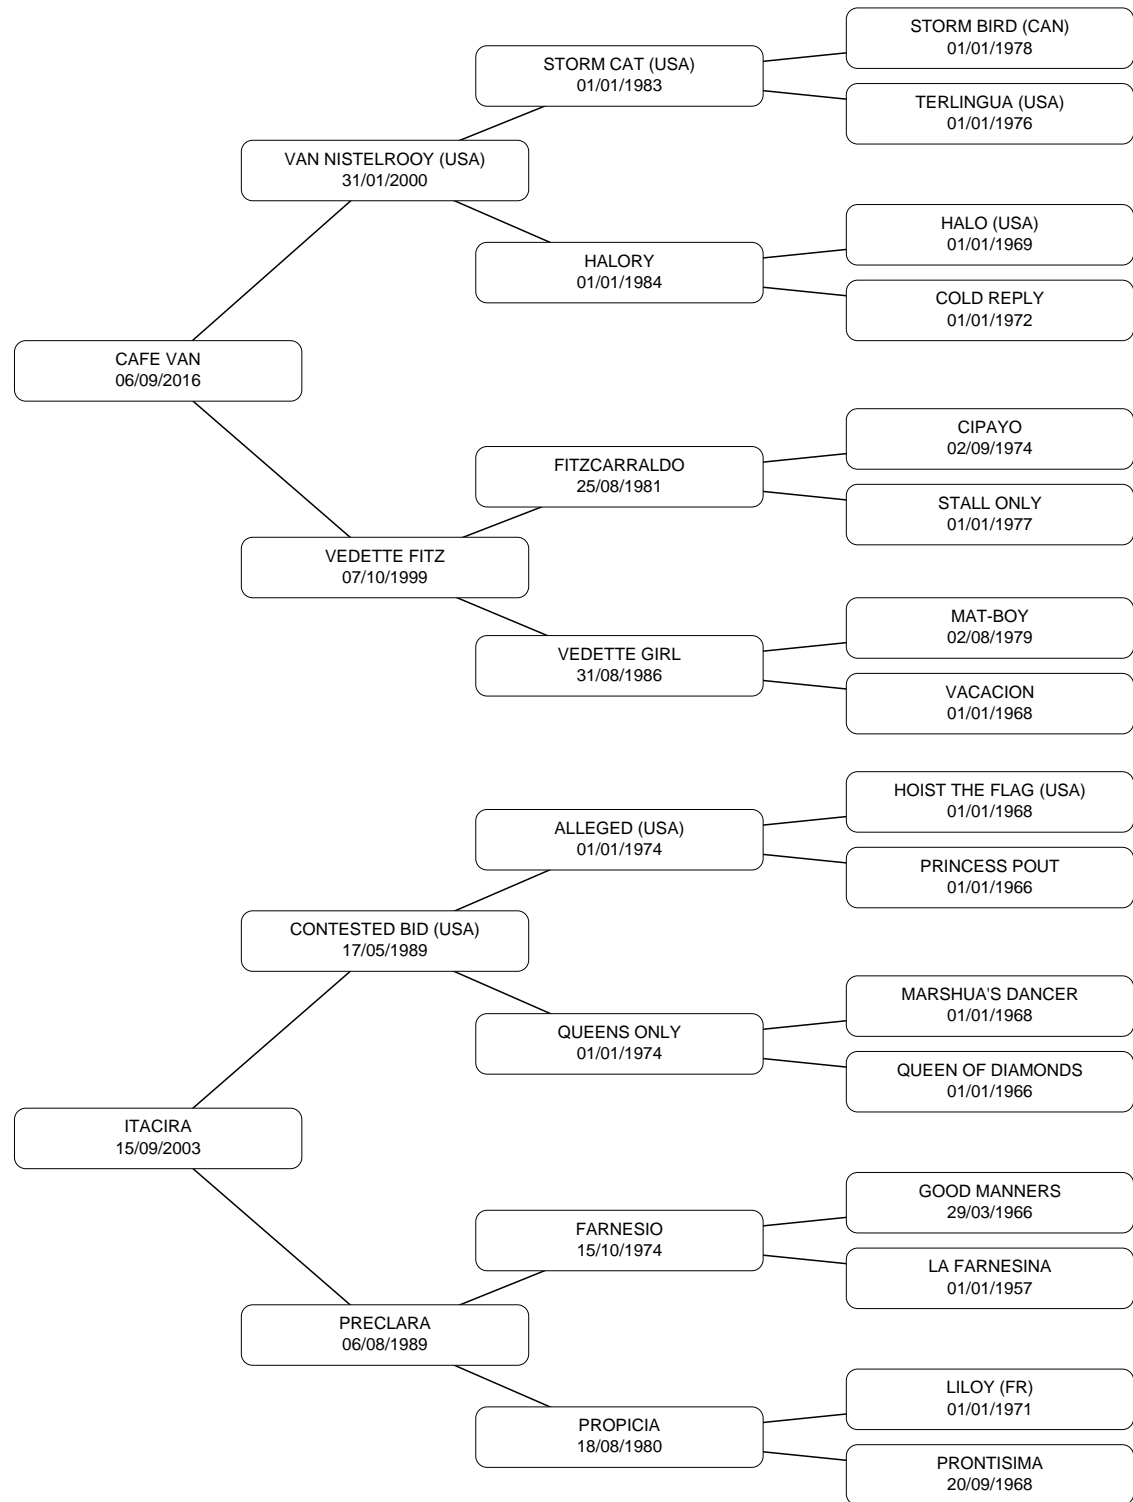 STORM BIRD (CAN)
01/01/1978
STORM CAT (USA)
01/01/1983
TERLINGUA (USA)
01/01/1976
VAN NISTELROOY (USA)
31/01/2000
HALO (USA)
01/01/1969
HALORY
01/01/1984
COLD REPLY
01/01/1972
CAFE VAN
06/09/2016
CIPAYO
02/09/1974
FITZCARRALDO
25/08/1981
STALL ONLY
01/01/1977
VEDETTE FITZ
07/10/1999
MAT-BOY
02/08/1979
VEDETTE GIRL
31/08/1986
VACACION
01/01/1968
HOIST THE FLAG (USA)
01/01/1968
ALLEGED (USA)
01/01/1974
PRINCESS POUT
01/01/1966
CONTESTED BID (USA)
17/05/1989
MARSHUA'S DANCER
01/01/1968
QUEENS ONLY
01/01/1974
QUEEN OF DIAMONDS
01/01/1966
ITACIRA
15/09/2003
GOOD MANNERS
29/03/1966
FARNESIO
15/10/1974
LA FARNESINA
01/01/1957
PRECLARA
06/08/1989
LILOY (FR)
01/01/1971
PROPICIA
18/08/1980
PRONTISIMA
20/09/1968